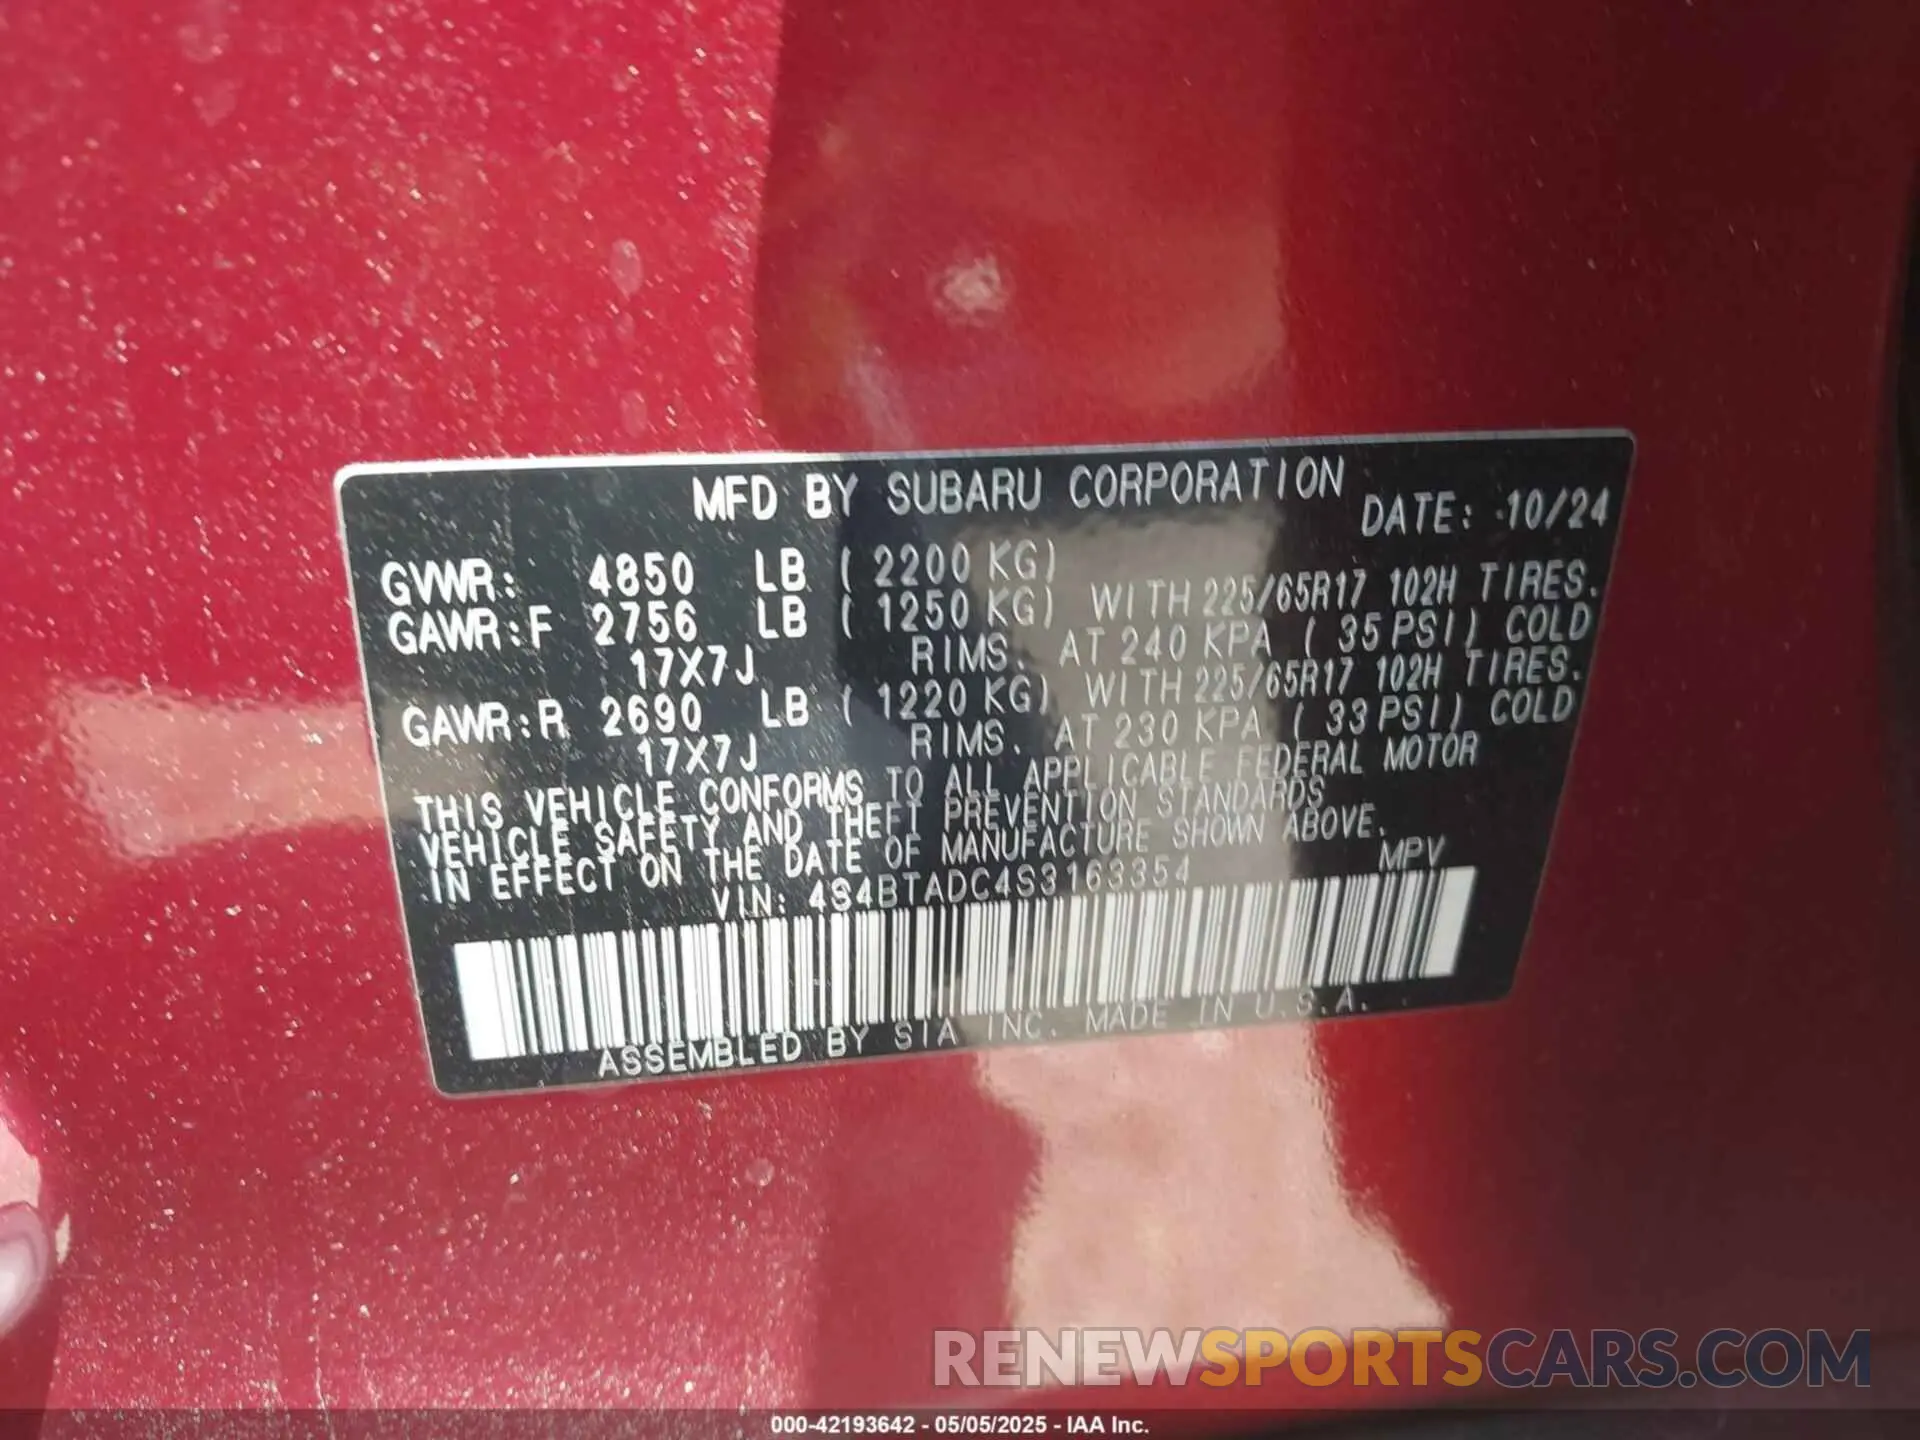 MFD BY SUBARU CORPORATION DATE: 10/24
GVWR: 4850 LB ( 2200 KG)
GAWR:F 2756 LB ( 1250 KG) WITH 225/65R17 102H TIRES.
17X7J RIMS. AT 240 KPA ( 35 PSI) COLD
GAWR:R 2690 LB ( 1220 KG) WITH 225/65R17 102H TIRES.
17X7J RIMS. AT 230 KPA ( 33 PSI) COLD
THIS VEHICLE CONFORMS TO ALL APPLICABLE FEDERAL MOTOR
VEHICLE SAFETY AND THEFT PREVENTION STANDARDS
IN EFFECT ON THE DATE OF MANUFACTURE SHOWN ABOVE.
VIN: 4S4BTADC4S3163354 MPV
ASSEMBLED BY SIA INC. MADE IN U.S.A.
RENEWSPORTSCARS.COM
000-42193642 - 05/05/2025 - IAA Inc.